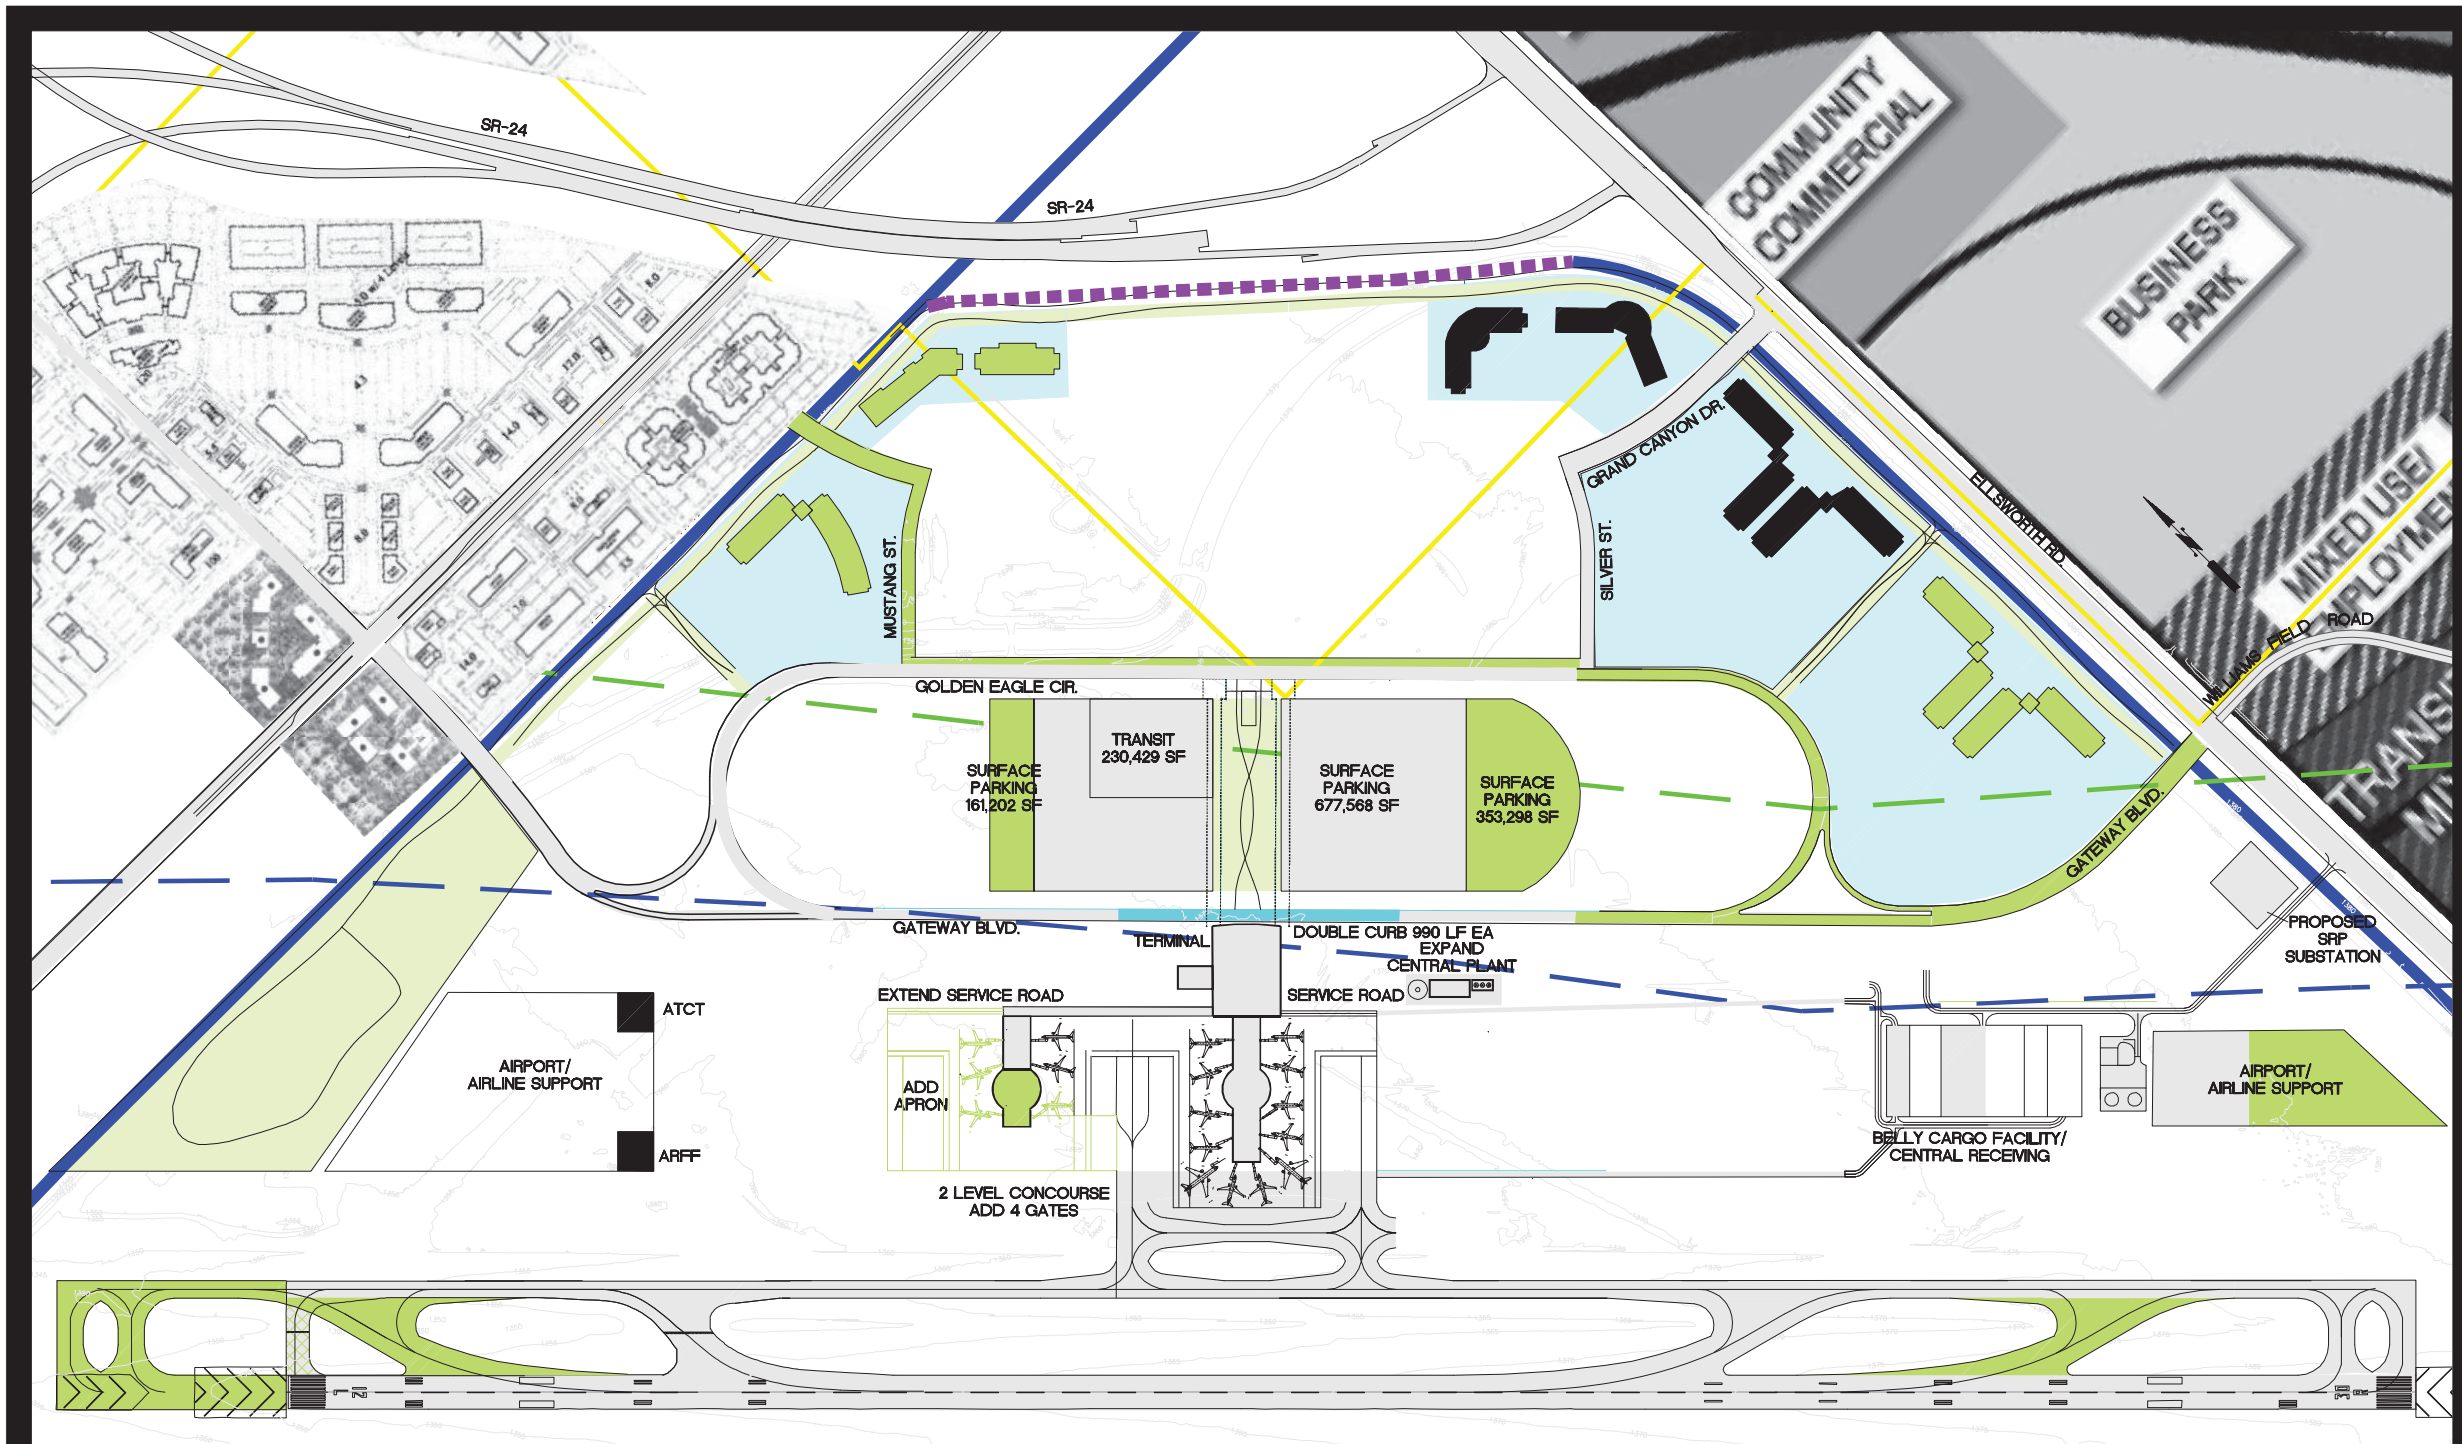 SR-24
SR-24
COMMUNITY
COMMERCIAL
BUSINESS
PARK
MIXED USE/
TRANSI
GRAND CANYON DR.
ELLSWORTH RD.
SILVER ST.
MUSTANG ST.
WILLIAMS FIELD ROAD
GOLDEN EAGLE CIR.
TRANSIT
230,429 SF
SURFACE
PARKING
161,202 SF
SURFACE
PARKING
677,568 SF
SURFACE
PARKING
353,298 SF
GATEWAY BLVD.
GATEWAY BLVD.
TERMINAL
DOUBLE CURB 990 LF EA
EXPAND
CENTRAL PLANT
PROPOSED
SRP
SUBSTATION
EXTEND SERVICE ROAD
SERVICE ROAD
ATCT
AIRPORT/
AIRLINE SUPPORT
ADD
APRON
AIRPORT/
AIRLINE SUPPORT
ARFF
BELLY CARGO FACILITY/
CENTRAL RECEIVING
2 LEVEL CONCOURSE
ADD 4 GATES